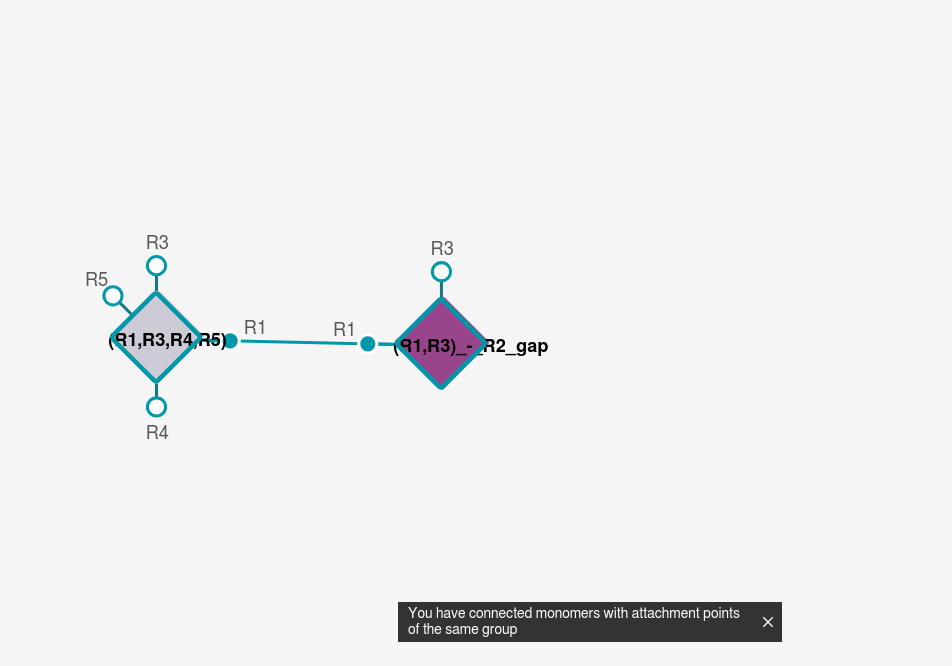 R3
R3
R5
R1
R1
(R1,R3,R4,R5)
(R1,R3)_-_R2_gap
R4
You have connected monomers with attachment points
of the same group